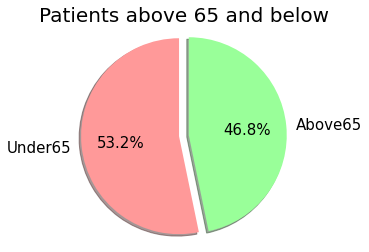 Patients above 65 and below
46.8%
Above65
53.2%
Under65